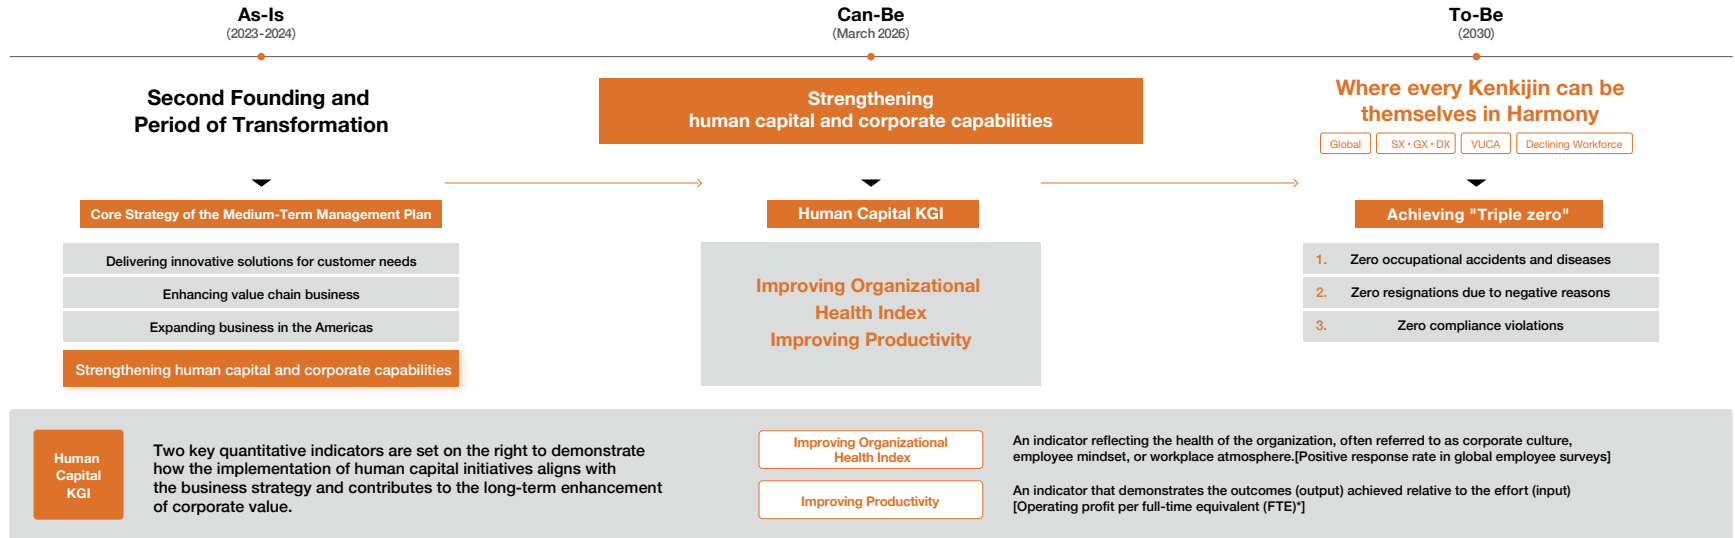 As-Is
(2023-2024)
Can-Be
(March 2026)
To-Be
(2030)
Second Founding and
Period of Transformation
Strengthening
human capital and corporate capabilities
Where every Kenkijin can be
themselves in Harmony
Global
SX・GX・DX
VUCA
Declining Workforce
Core Strategy of the Medium-Term Management Plan
Delivering innovative solutions for customer needs
Enhancing value chain business
Expanding business in the Americas
Strengthening human capital and corporate capabilities
Human Capital KGI
Improving Organizational
Health Index
Improving Productivity
Achieving "Triple zero"
1. Zero occupational accidents and diseases
2. Zero resignations due to negative reasons
3. Zero compliance violations
Human
Capital
KGI
Two key quantitative indicators are set on the right to demonstrate
how the implementation of human capital initiatives aligns with
the business strategy and contributes to the long-term enhancement
of corporate value.
Improving Organizational
Health Index
An indicator reflecting the health of the organization, often referred to as corporate culture,
employee mindset, or workplace atmosphere.[Positive response rate in global employee surveys]
Improving Productivity
An indicator that demonstrates the outcomes (output) achieved relative to the effort (input)
[Operating profit per full-time equivalent (FTE)*]